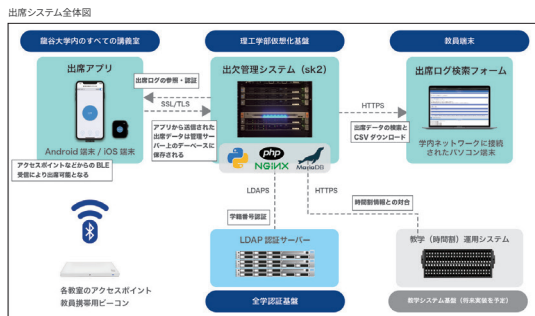 出席システム全体図
龍谷大学内のすべての講義室
理工学部仮想化基盤
教員端末
出席アプリ
出欠管理システム（sk2）
出席ログ検索フォーム
出席ログの参照・認証
SSL/TLS
HTTPS
アプリから送信された
出席データは管理サー
バー上のデーベースに
保存される
出席データの検索と
CSV ダウンロード
Android 端末 / iOS 端末
学内ネットワークに接続
されたパソコン端末
python
php
NGINX
MariaDB
アクセスポイントなどからの BLE
受信により出席可能となる
LDAPS
HTTPS
学籍番号認証
時間割情報との対合
LDAP 認証サーバー
教学（時間割）運用システム
各教室のアクセスポイント
教員携帯用ビーコン
全学認証基盤
教学システム基盤（将来実装を予定）